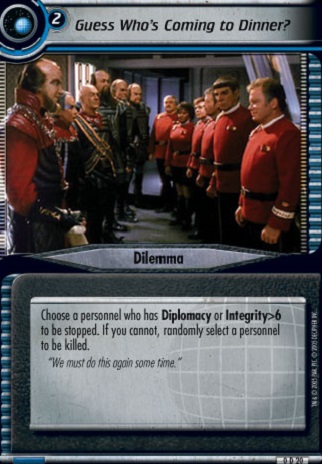 2
Guess Who's Coming to Dinner?
Dilemma
Choose a personnel who has Diplomacy or Integrity>6
to be stopped. If you cannot, randomly select a personnel
to be killed.
"We must do this again some time."